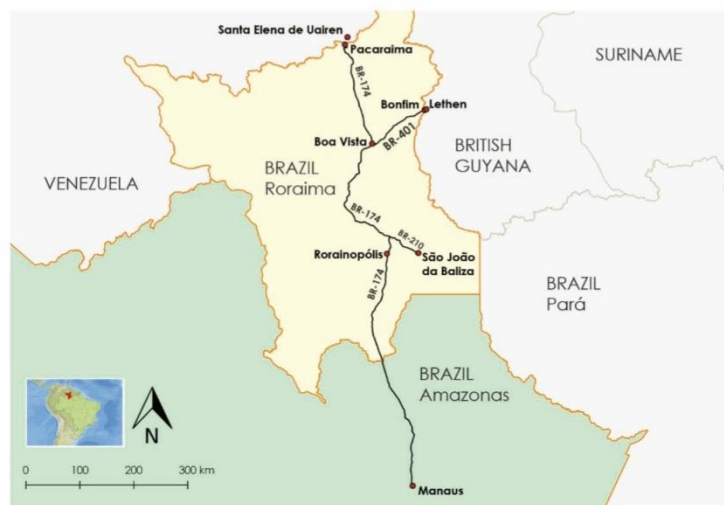 Santa Elena de Uairen
Pacaraima
SURINAME
BR-174
Bonfim
Lethen
BR-401
Boa Vista
BRITISH
GUYANA
BRAZIL
Roraima
VENEZUELA
BR-174
BR-210
Rorainopólis
São João
da Baliza
BR-174
BRAZIL
Pará
BRAZIL
Amazonas
N
0 100 200 300 km
Manaus